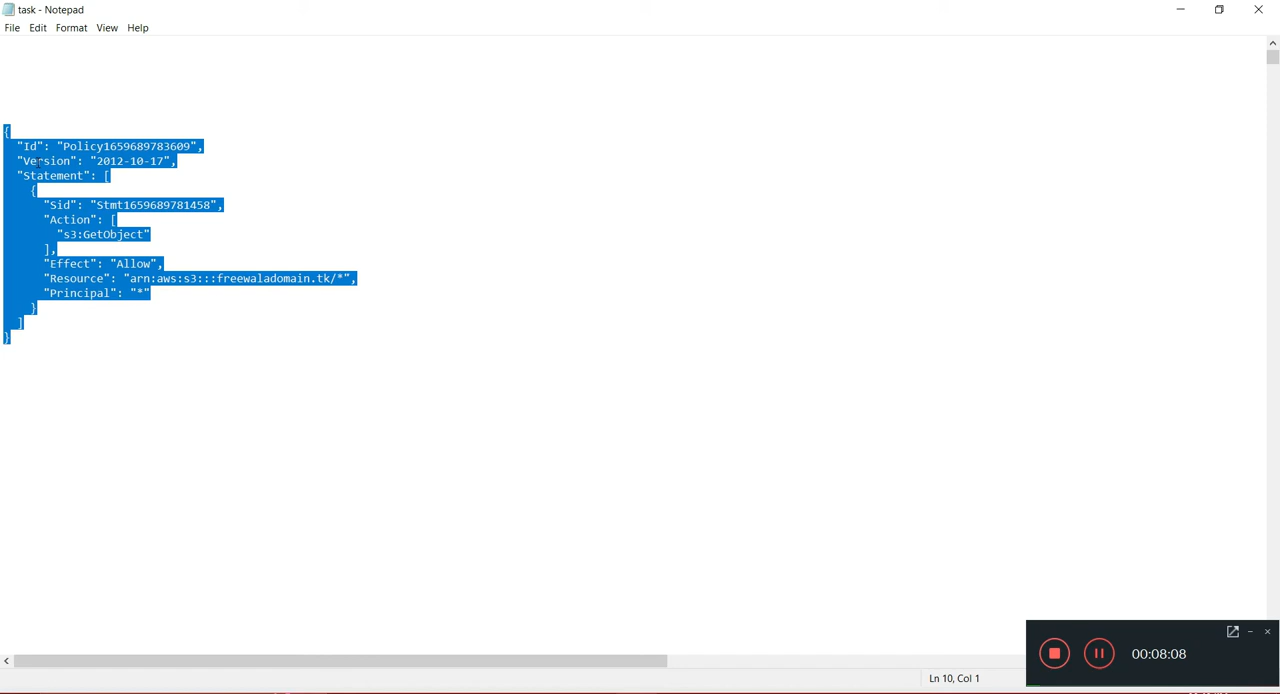 task - Notepad
File Edit Format View Help
{
"Id": "Policy1659689783609",
"Version": "2012-10-17",
"Statement": [
{
"Sid": "Stmt1659689781458",
"Action": [
"s3:GetObject"
],
"Effect": "Allow",
"Resource": "arn:aws:s3:::freewaladomain.tk/*",
"Principal": "*"
}
]
}
00:08:08
Ln 10, Col 1